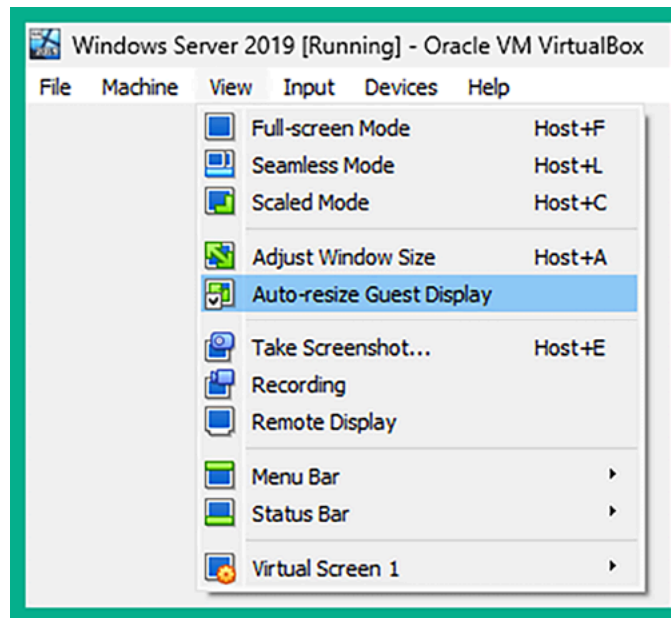 Windows Server 2019 [Running] - Oracle VM VirtualBox
File Machine View Input Devices Help
Full-screen Mode Host+F
Seamless Mode Host+L
Scaled Mode Host+C
Adjust Window Size Host+A
Auto-resize Guest Display
Take Screenshot... Host+E
Recording
Remote Display
Menu Bar
Status Bar
Virtual Screen 1